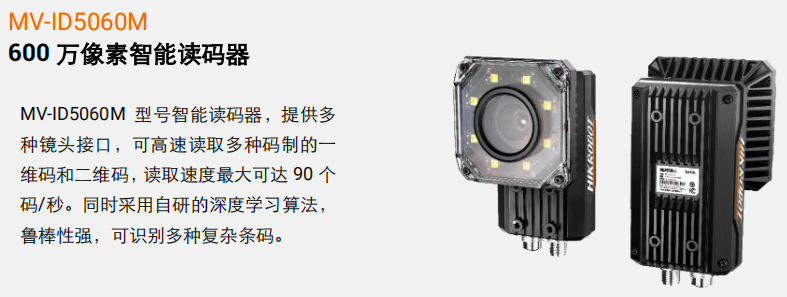 MV-ID5060M
600 万像素智能读码器
MV-ID5060M 型号智能读码器，提供多
种镜头接口，可高速读取多种码制的一
维码和二维码，读取速度最大可达 90 个
码/秒。同时采用自研的深度学习算法，
鲁棒性强，可识别多种复杂条码。
HIKROBOT
HIKROBOT